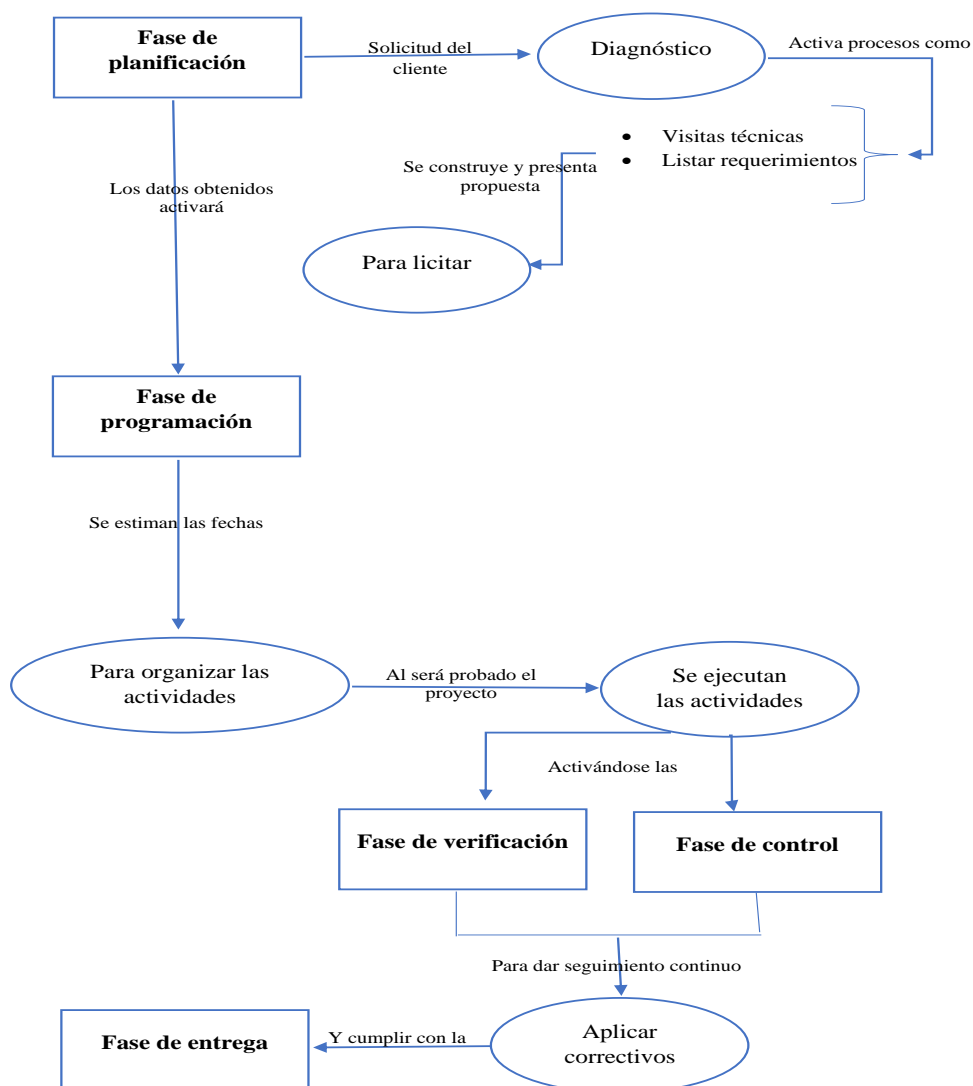 Fase de
planificación
Solicitud del
cliente
Diagnóstico
Activa procesos como
• Visitas técnicas
• Listar requerimientos
Se construye y presenta
propuesta
Los datos obtenidos
activará
Para licitar
Fase de
programación
Se estiman las fechas
Para organizar las
actividades
Al será probado el
proyecto
Se ejecutan
las actividades
Activándose las
Fase de verificación
Fase de control
Para dar seguimiento continuo
Aplicar
correctivos
Y cumplir con la
Fase de entrega